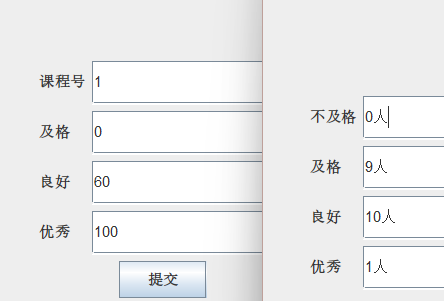 课程号 1
及格 0
良好 60
优秀 100
提交
不及格 0人
及格 9人
良好 10人
优秀 1人